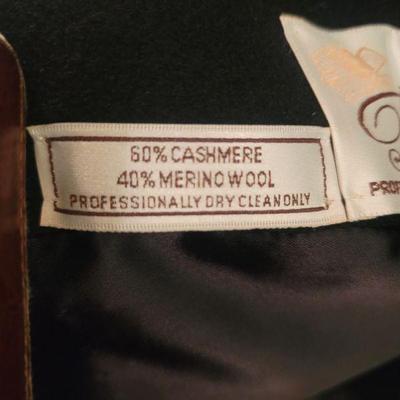 60% CASHMERE
40% MERINO WOOL
PROFESSIONALLY DRY CLEAN ONLY